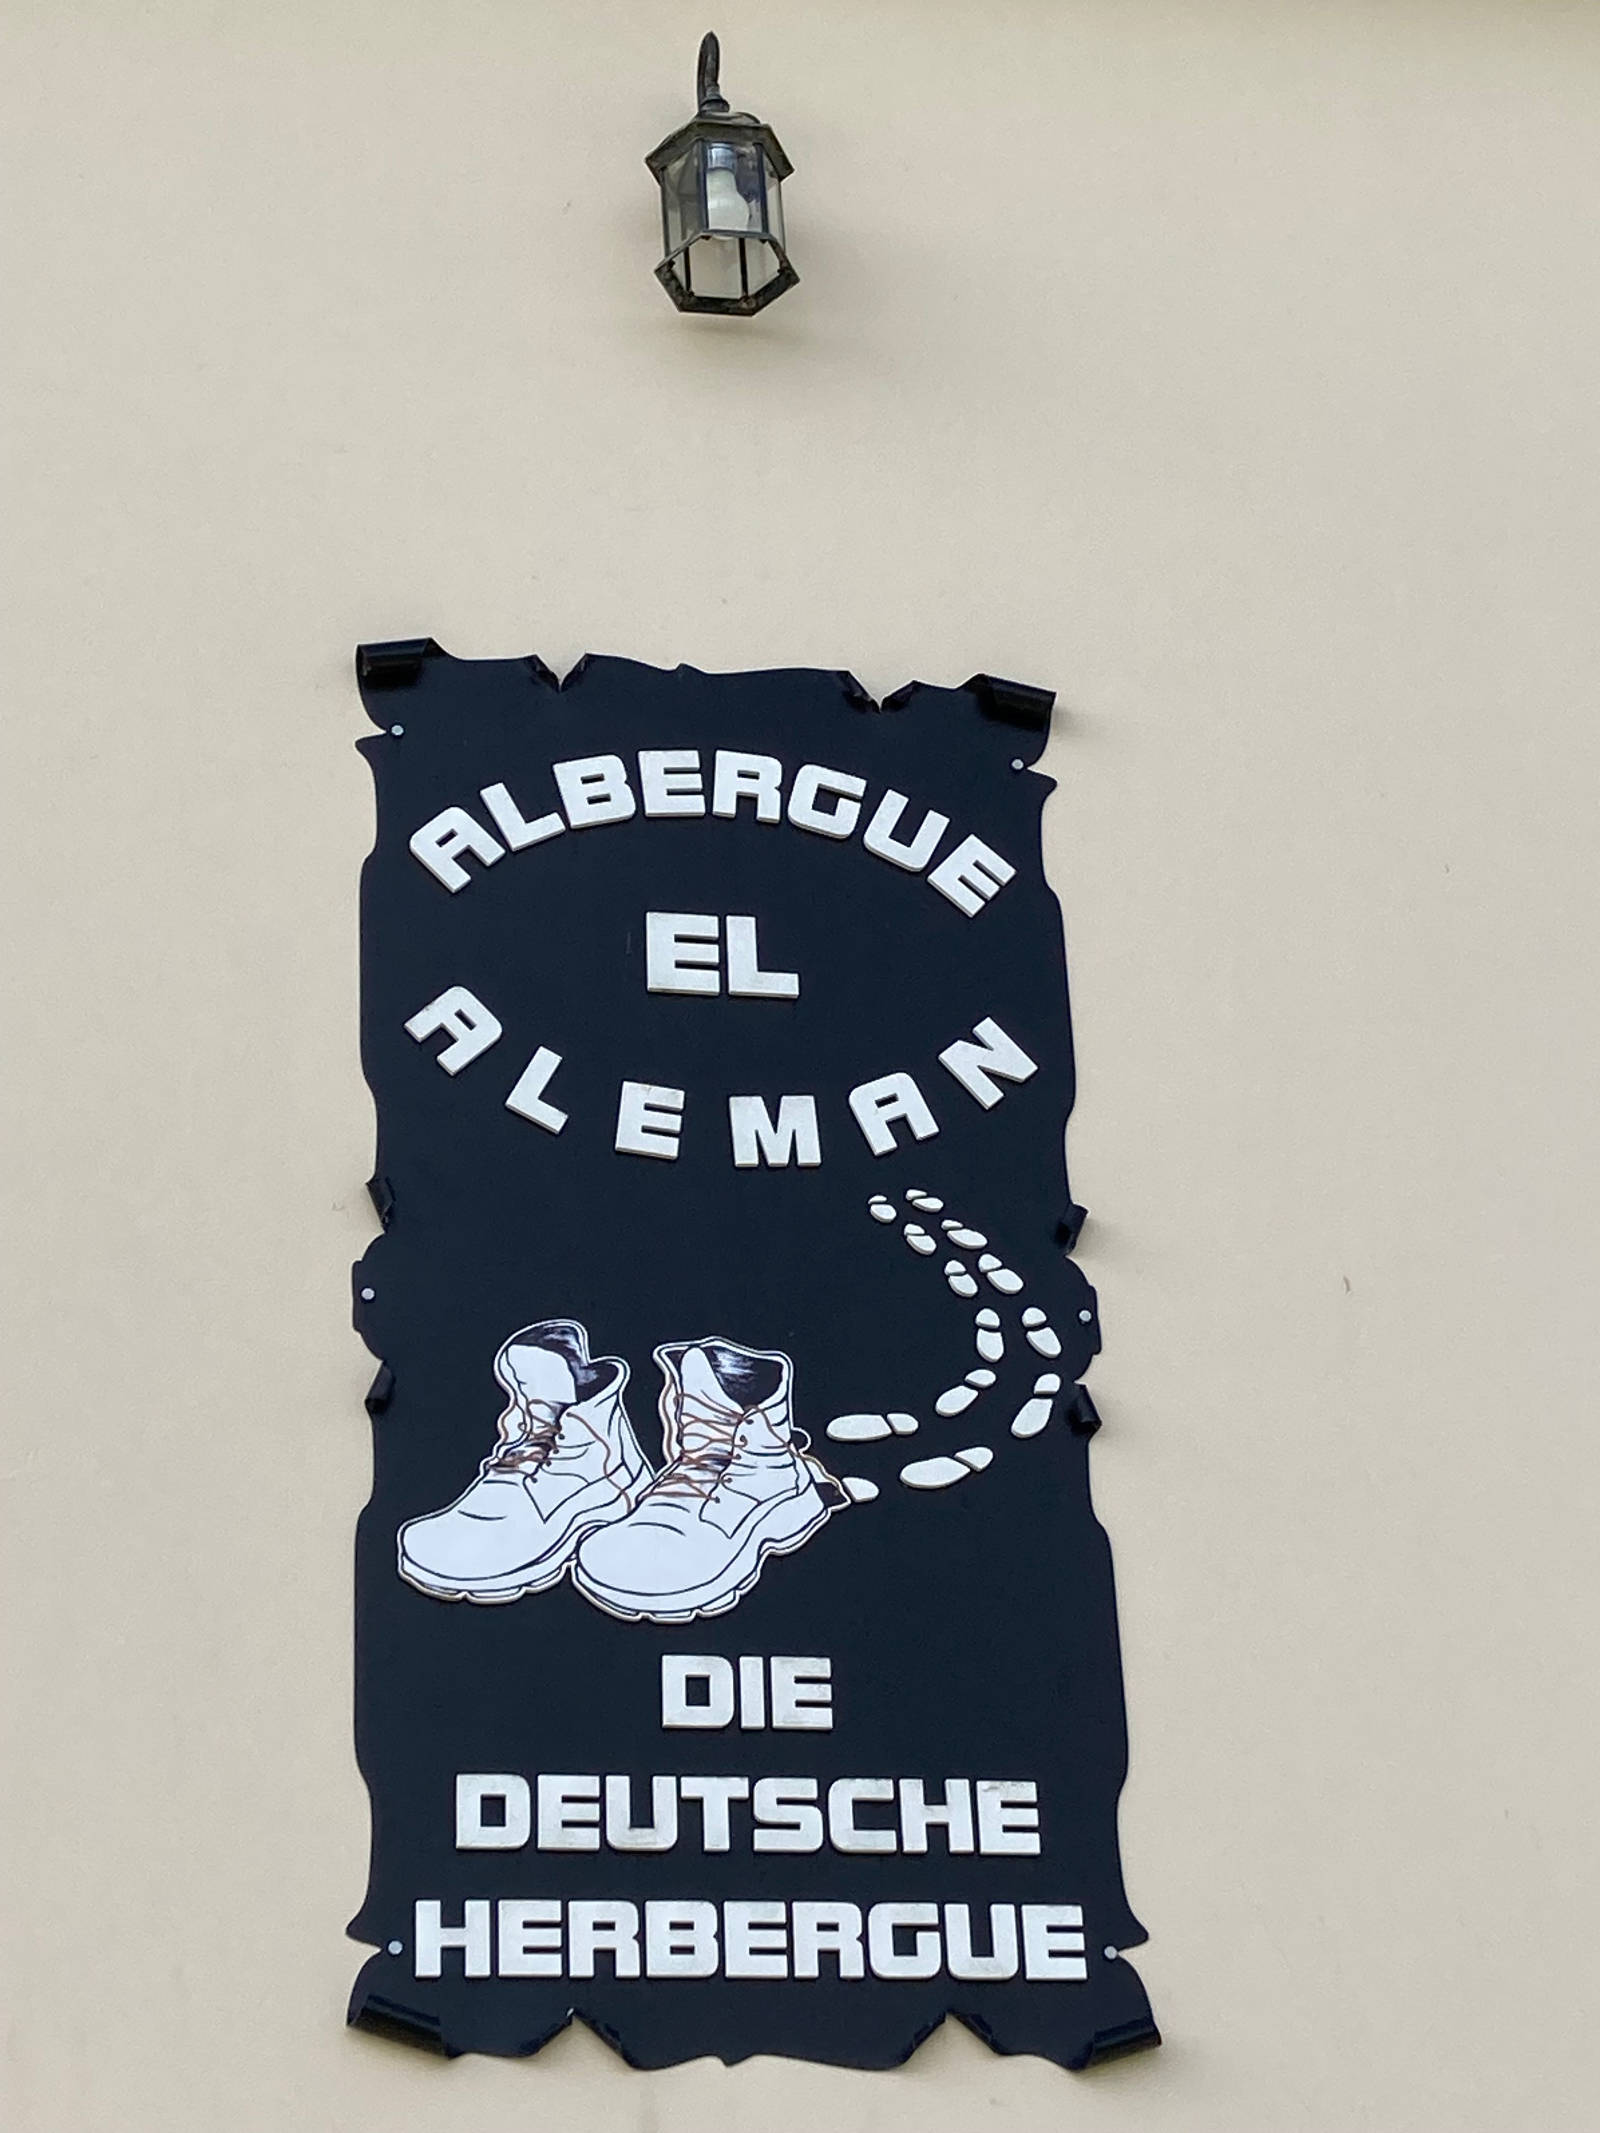 ALBERGUE
EL
ALEMAN
DIE
DEUTSCHE
HERBERGUE